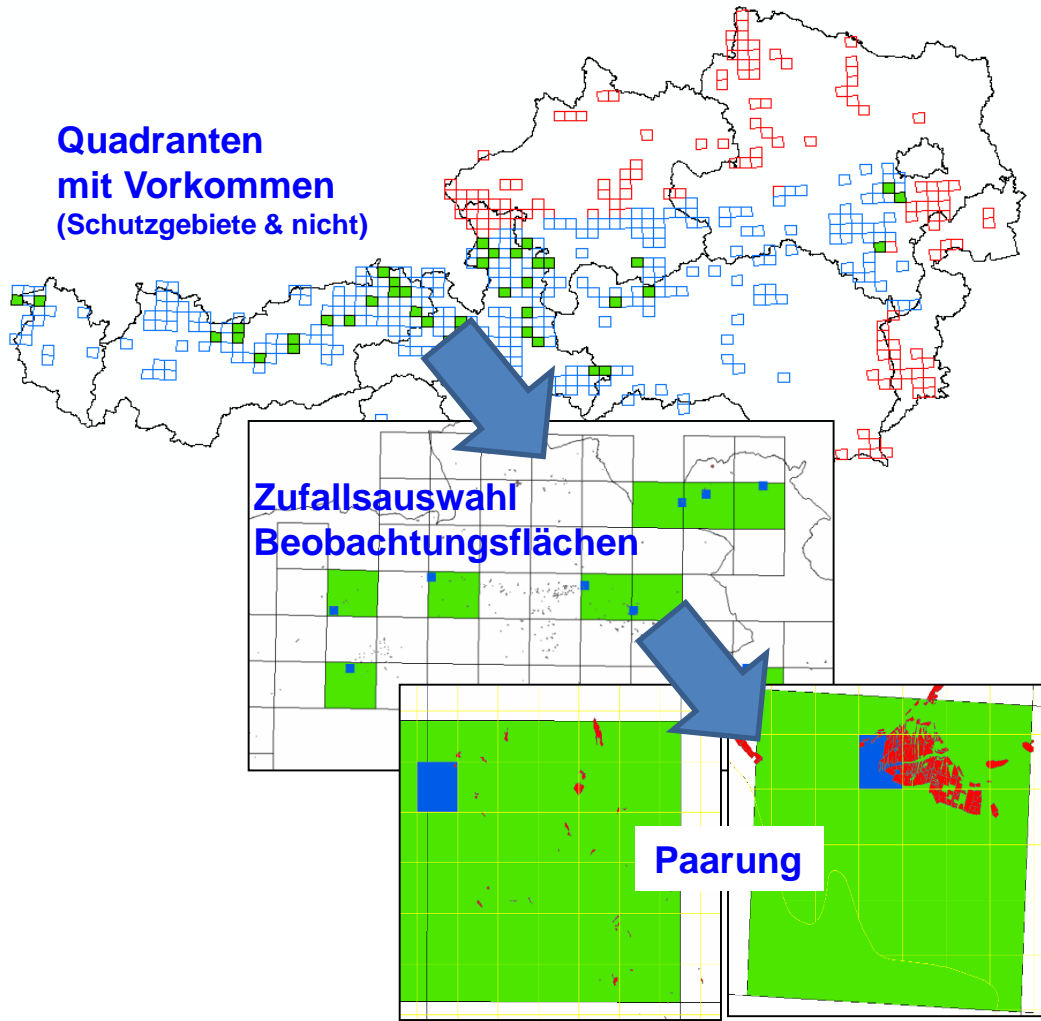 Quadranten
mit Vorkommen
(Schutzgebiete & nicht)
Zufallsauswahl
Beobachtungsflächen
Paarung